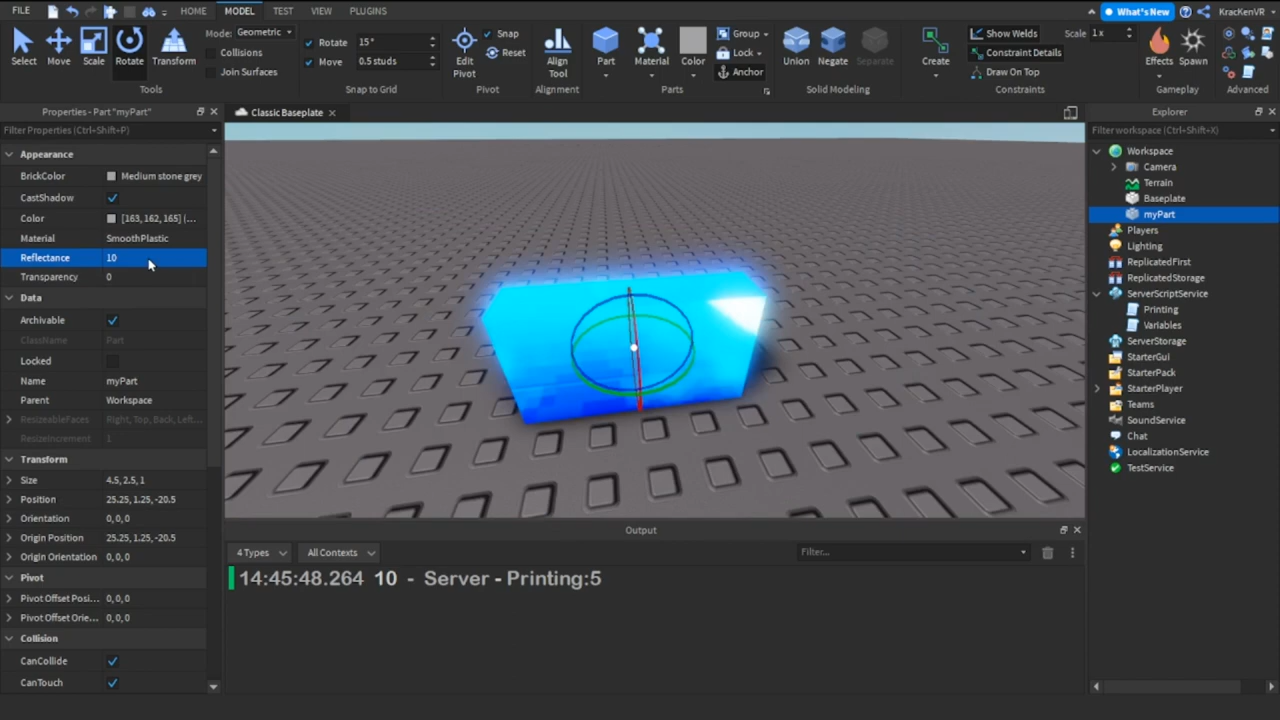 FILE HOME MODEL TEST VIEW PLUGINS What's New KracKenVR
Select Move Scale Rotate Transform
Mode: Geometric
Collisions
Join Surfaces
Tools
Rotate 15°
Move 0.5 studs
Snap to Grid
Edit Pivot
Snap
Reset
Pivot
Align Tool
Alignment
Part Material Color
Group
Lock
Anchor
Parts
Union Negate Separate
Solid Modeling
Create
Show Welds Scale 1x
Constraint Details
Draw On Top
Constraints
Effects Spawn
Gameplay
Advanced
Properties - Part "myPart"
Filter Properties (Ctrl+Shift+P)
Appearance
BrickColor Medium stone grey
CastShadow
Color [163, 162, 165] (...
Material SmoothPlastic
Reflectance 10
Transparency 0
Data
Archivable
ClassName Part
Locked
Name myPart
Parent Workspace
ResizeableFaces Right, Top, Back, Left...
ResizeIncrement 1
Transform
Size 4.5, 2.5, 1
Position 25.25, 1.25, -20.5
Orientation 0, 0, 0
Origin Position 25.25, 1.25, -20.5
Origin Orientation 0, 0, 0
Pivot
Pivot Offset Posi... 0, 0, 0
Pivot Offset Orie... 0, 0, 0
Collision
CanCollide
CanTouch
Classic Baseplate
Output
4 Types All Contexts Filter...
14:45:48.264 10 - Server - Printing:5
Explorer
Filter workspace (Ctrl+Shift+X)
Workspace
Camera
Terrain
Baseplate
myPart
Players
Lighting
ReplicatedFirst
ReplicatedStorage
ServerScriptService
Printing
Variables
ServerStorage
StarterGui
StarterPack
StarterPlayer
Teams
SoundService
Chat
LocalizationService
TestService